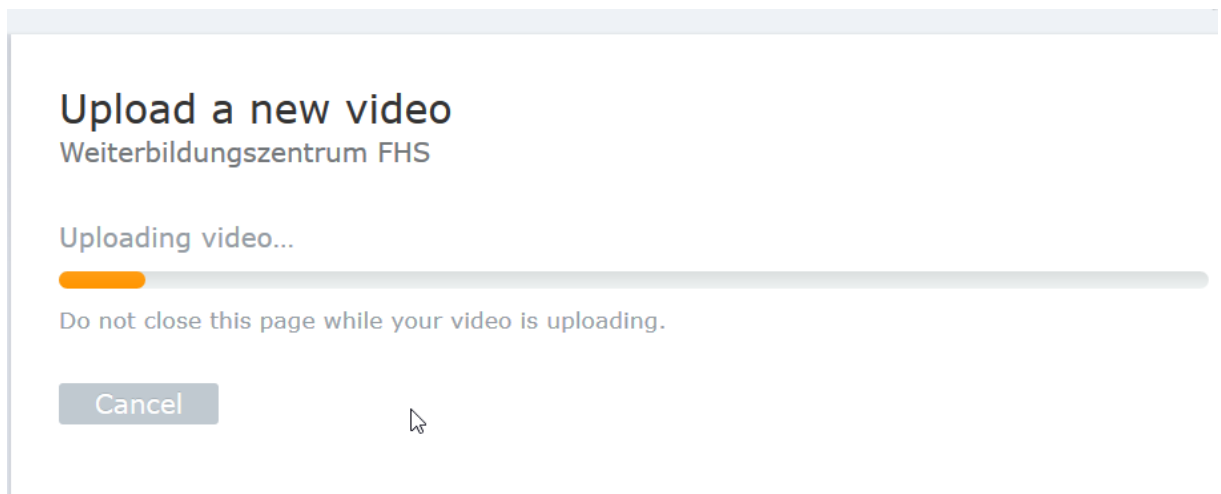 Upload a new video
Weiterbildungszentrum FHS
Uploading video...
Do not close this page while your video is uploading.
Cancel